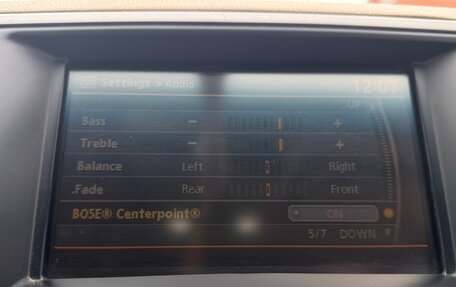 Settings > Audio 12:07
UP
Bass - +
Treble - +
Balance Left Right
Fade Rear Front
BOSE® Centerpoint® ON
5/7 DOWN